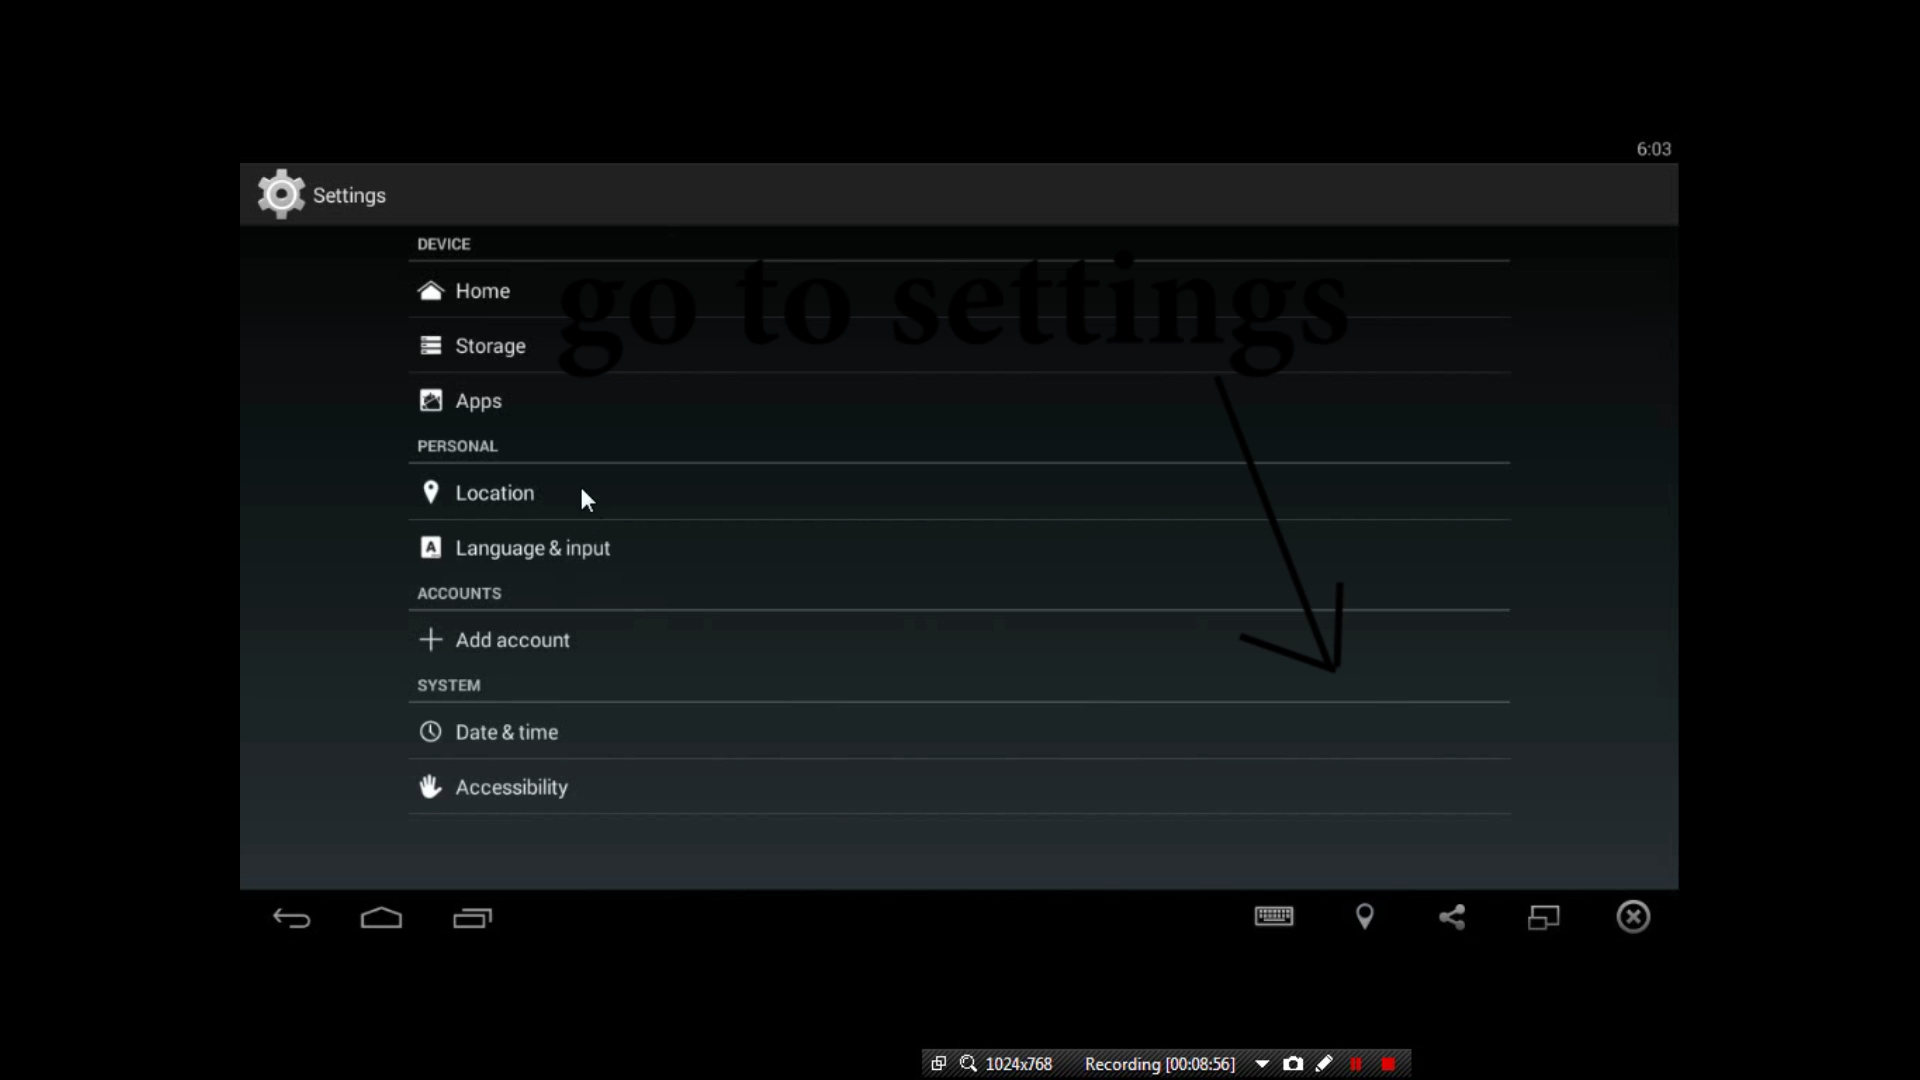 6:03
Settings
DEVICE
Home
go to settings
Storage
Apps
PERSONAL
Location
Language & input
ACCOUNTS
Add account
SYSTEM
Date & time
Accessibility
1024x768 Recording [00:08:56]